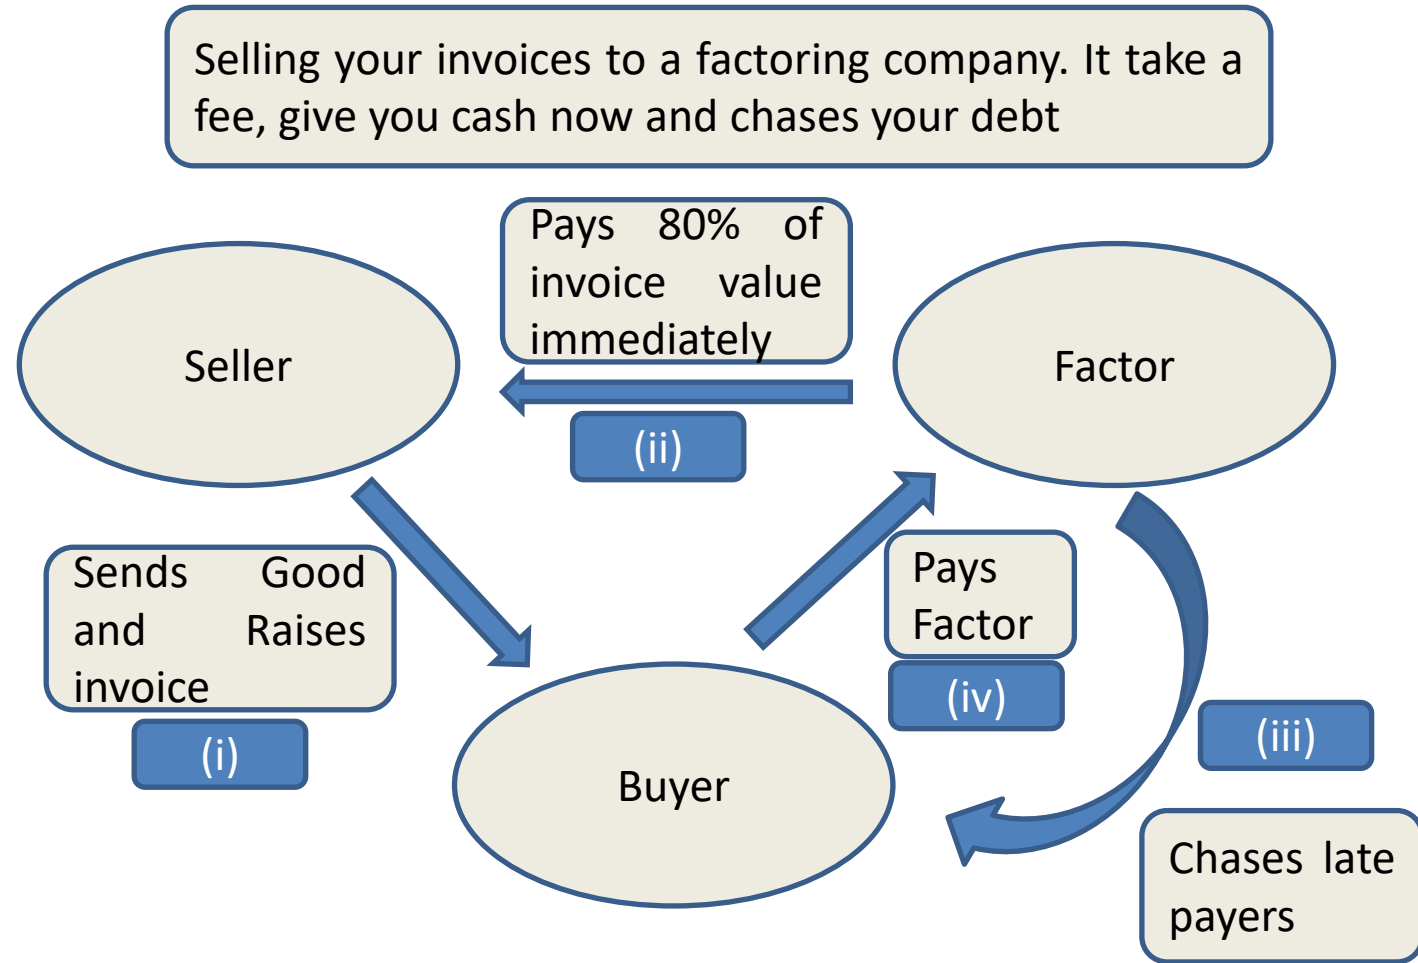 Selling your invoices to a factoring company. It take a
fee, give you cash now and chases your debt
Pays 80% of
invoice value
immediately
Seller
Factor
(ii)
Sends Good
and Raises
invoice
(i)
Pays
Factor
(iv)
(iii)
Buyer
Chases late
payers